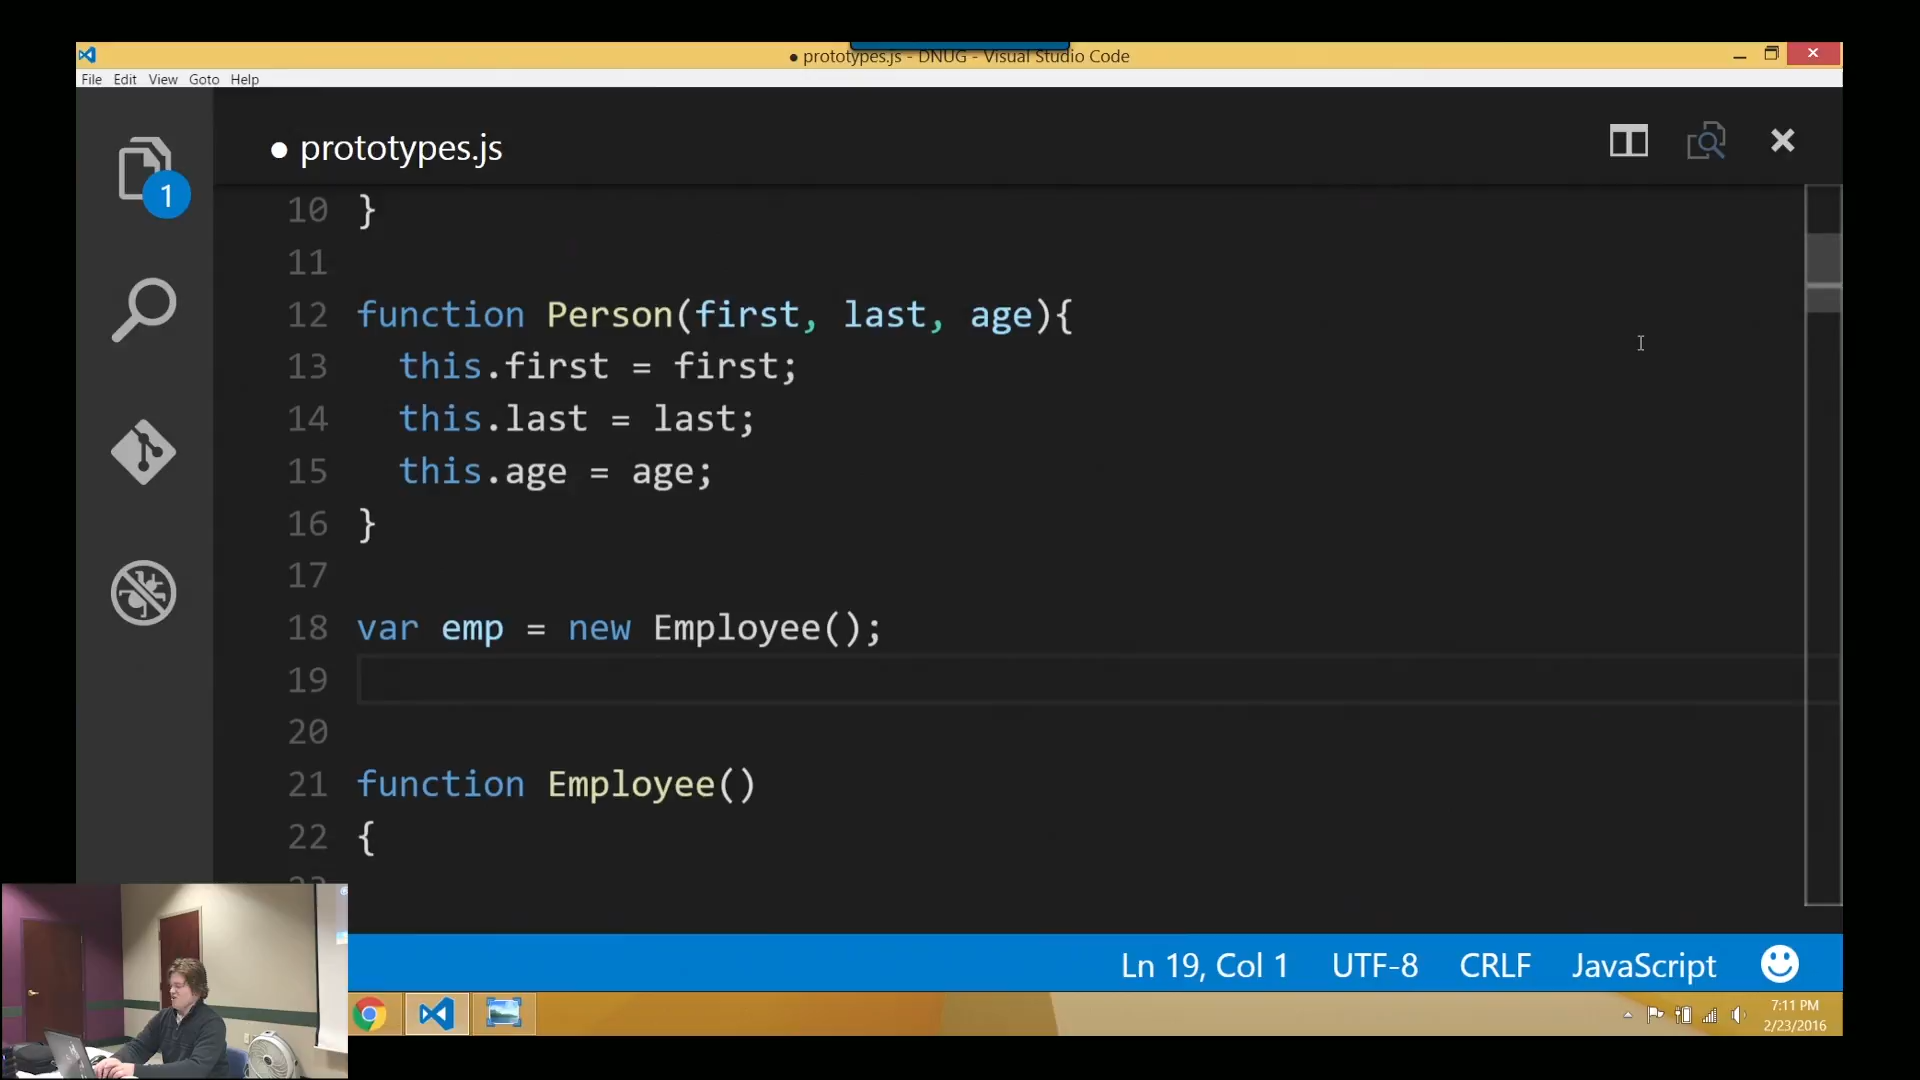 ● prototypes.js - DNUG - Visual Studio Code
File Edit View Goto Help
1
● prototypes.js
10 }
11
12 function Person(first, last, age){
13 this.first = first;
14 this.last = last;
15 this.age = age;
16 }
17
18 var emp = new Employee();
19
20
21 function Employee()
22 {
Ln 19, Col 1 UTF-8 CRLF JavaScript
7:11 PM
2/23/2016